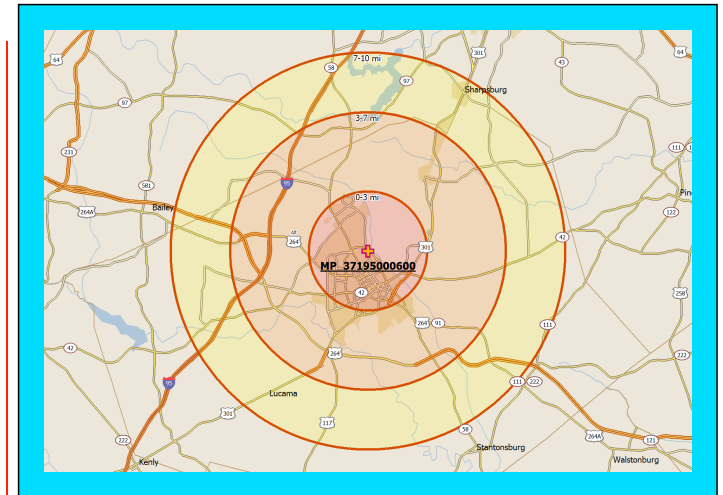 301
64
7-10 mi
64
58
43
97
Sharpsburg
97
3-7 mi
111
231
95
581
0-3 mi
Pin
Bailey
122
264A
42
Alt
264
301
MP_37195000600
42
258
264
91
111
42
264
222
95
111
222
Lucama
301
117
58
264A
222
121
Stantonsburg
Kenly
Walstonburg